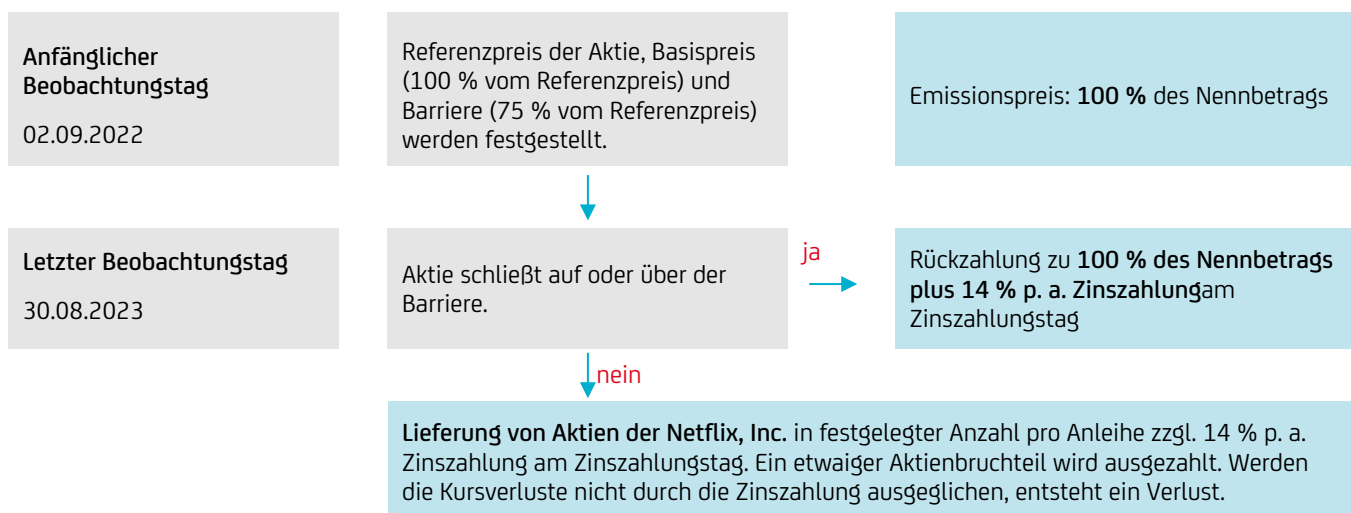 Anfänglicher
Beobachtungstag
02.09.2022
Referenzpreis der Aktie, Basispreis
(100 % vom Referenzpreis) und
Barriere (75 % vom Referenzpreis)
werden festgestellt.
Emissionspreis: 100 % des Nennbetrags
Letzter Beobachtungstag
30.08.2023
Aktie schließt auf oder über der
Barriere.
ja
Rückzahlung zu 100 % des Nennbetrags
plus 14 % p. a. Zinszahlungam
Zinszahlungstag
nein
Lieferung von Aktien der Netflix, Inc. in festgelegter Anzahl pro Anleihe zzgl. 14 % p. a.
Zinszahlung am Zinszahlungstag. Ein etwaiger Aktienbruchteil wird ausgezahlt. Werden
die Kursverluste nicht durch die Zinszahlung ausgeglichen, entsteht ein Verlust.